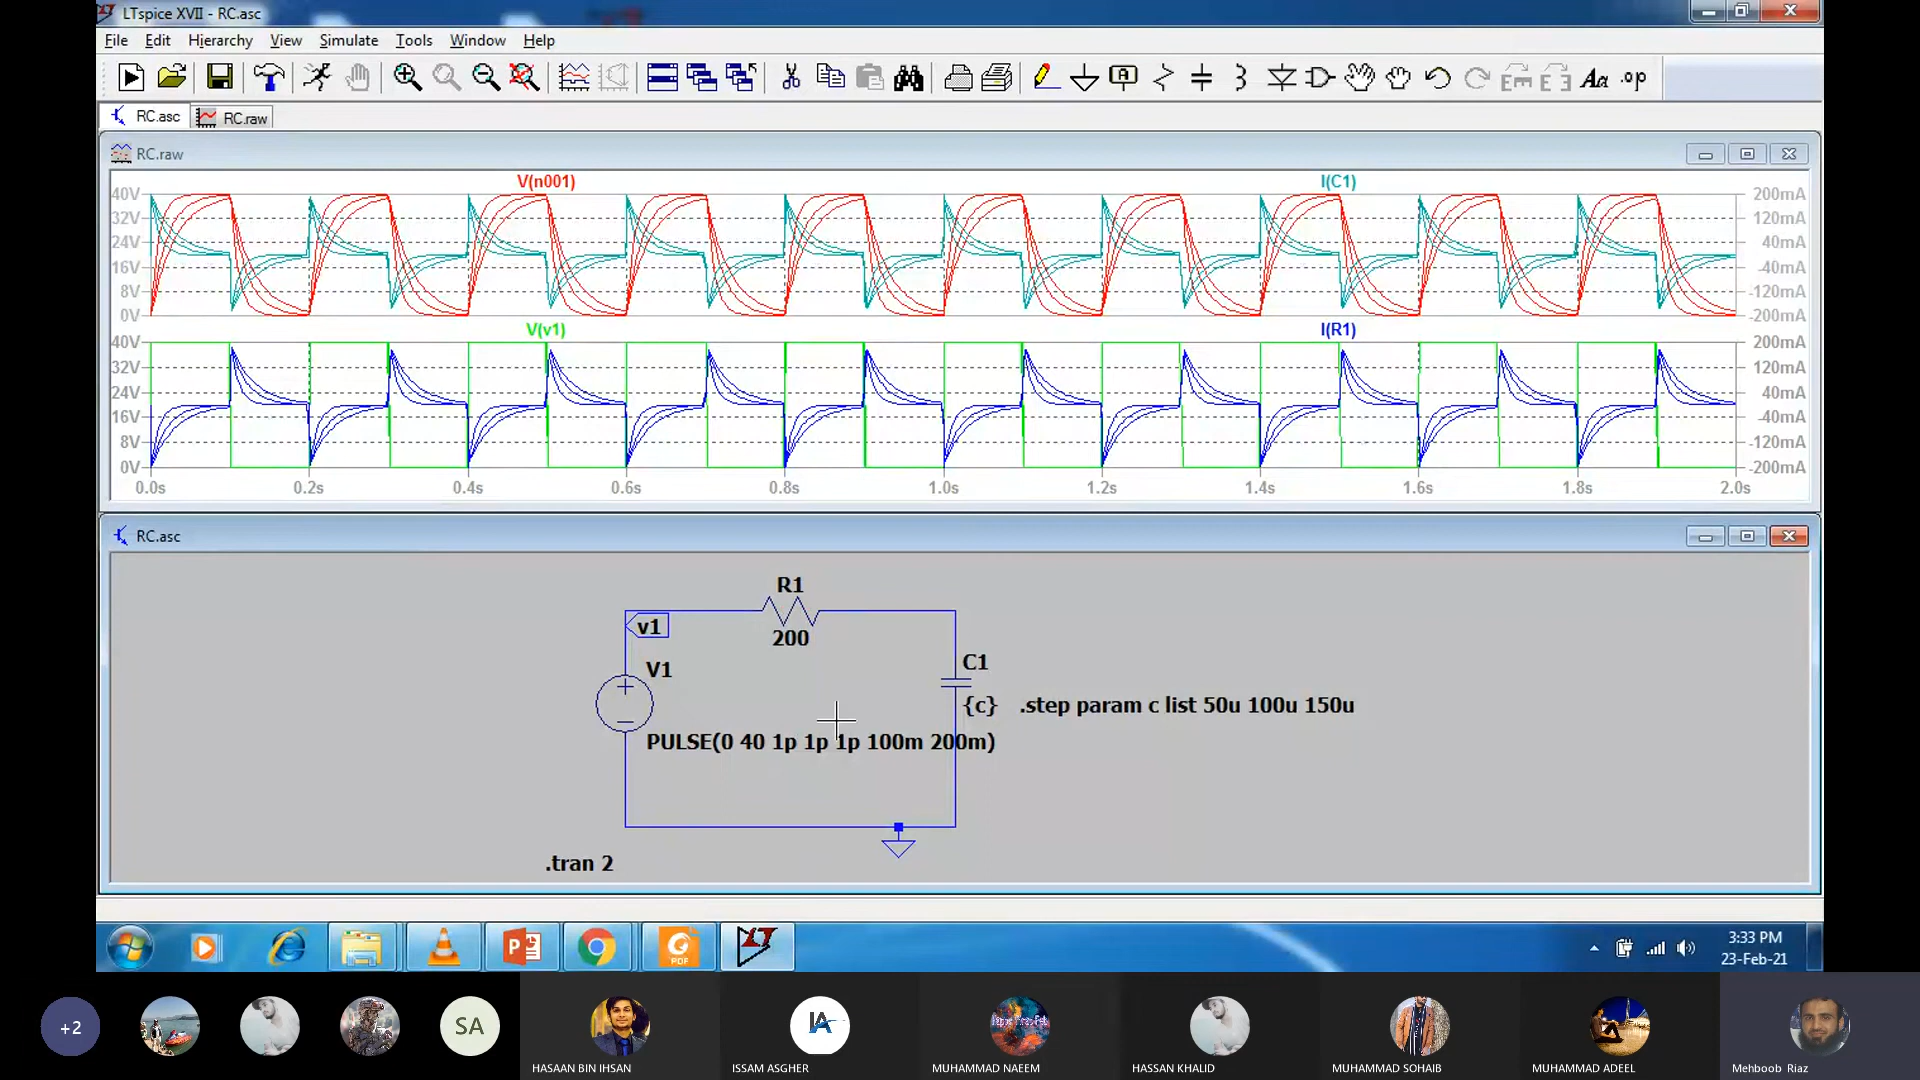 LTspice XVII - RC.asc
File Edit Hierarchy View Simulate Tools Window Help
RC.asc RC.raw
RC.raw
V(n001) I(C1)
40V 200mA
32V 120mA
24V 40mA
16V -40mA
8V -120mA
0V -200mA
V(v1) I(R1)
40V 200mA
32V 120mA
24V 40mA
16V -40mA
8V -120mA
0V -200mA
0.0s 0.2s 0.4s 0.6s 0.8s 1.0s 1.2s 1.4s 1.6s 1.8s 2.0s
RC.asc
R1
v1
200
V1
C1
{c} .step param c list 50u 100u 150u
PULSE(0 40 1p 1p 1p 100m 200m)
.tran 2
3:33 PM
23-Feb-21
+2 SA
HASAAN BIN IHSAN ISSAM ASGHER MUHAMMAD NAEEM HASSAN KHALID MUHAMMAD SOHAIB MUHAMMAD ADEEL Mehboob Riaz